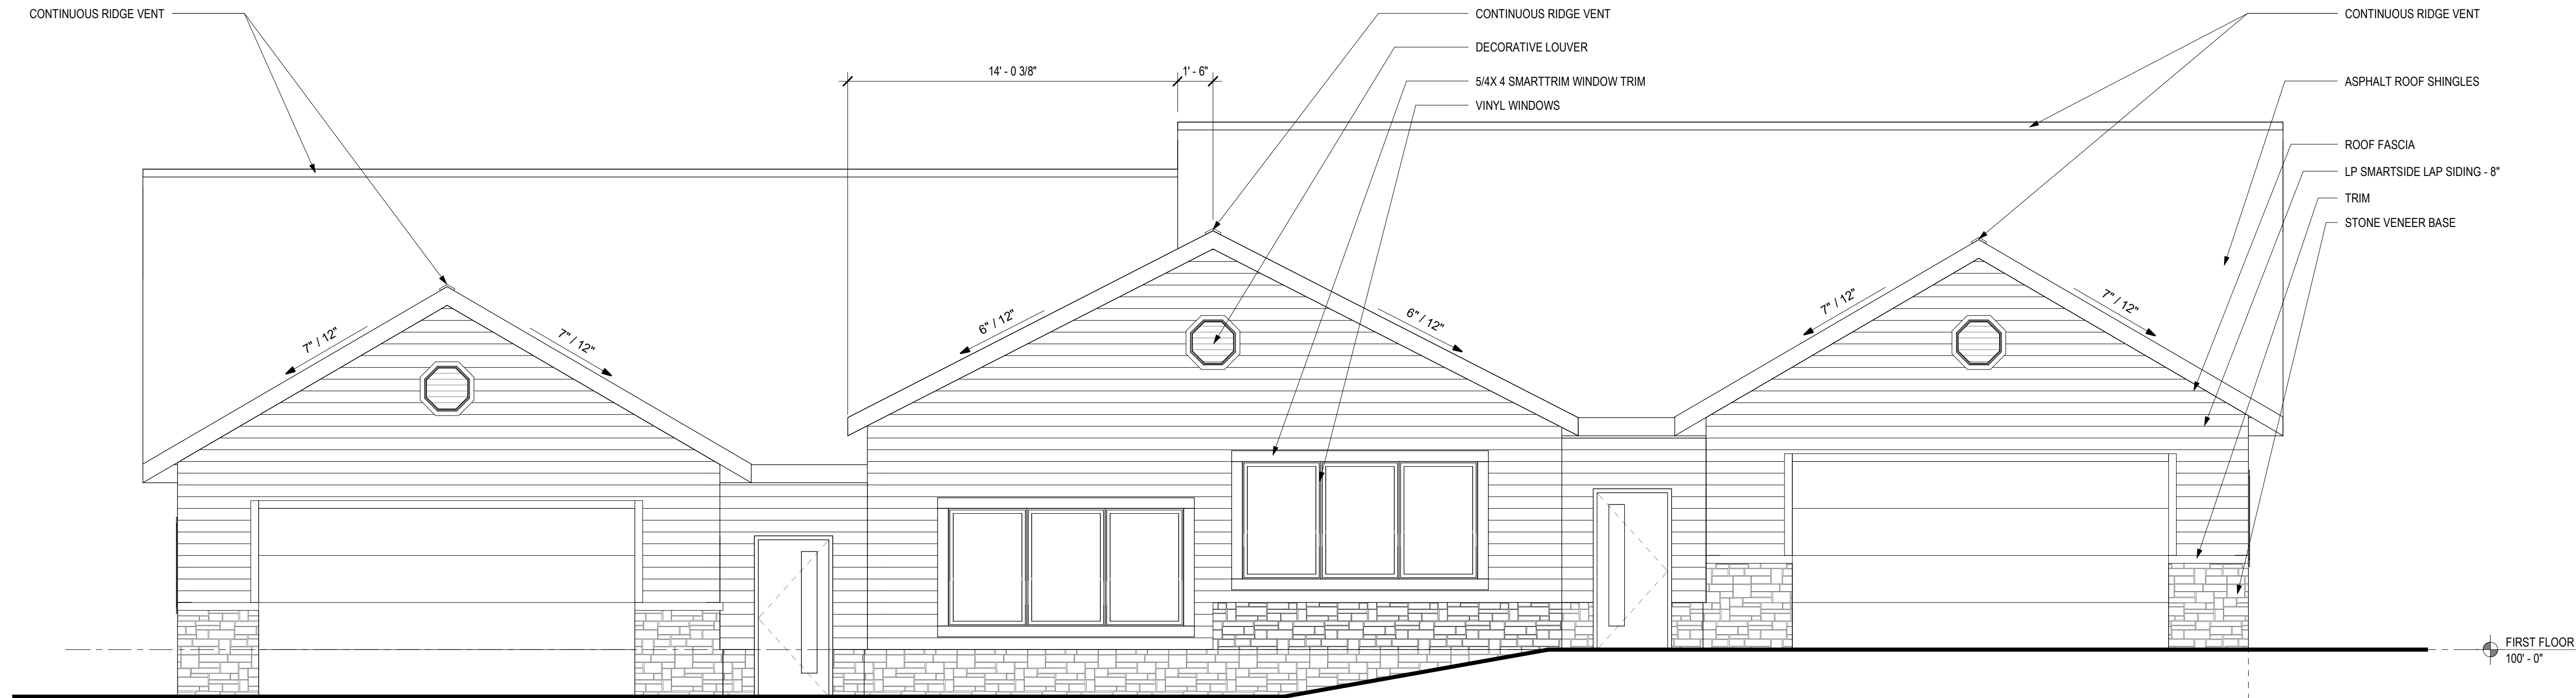 CONTINUOUS RIDGE VENT
CONTINUOUS RIDGE VENT
CONTINUOUS RIDGE VENT
DECORATIVE LOUVER
14' - 0 3/8"
1' - 6"
5/4X 4 SMARTTRIM WINDOW TRIM
ASPHALT ROOF SHINGLES
VINYL WINDOWS
ROOF FASCIA
LP SMARTSIDE LAP SIDING - 8"
TRIM
STONE VENEER BASE
7" / 12"
7" / 12"
6" / 12"
6" / 12"
7" / 12"
7" / 12"
FIRST FLOOR
100' - 0"